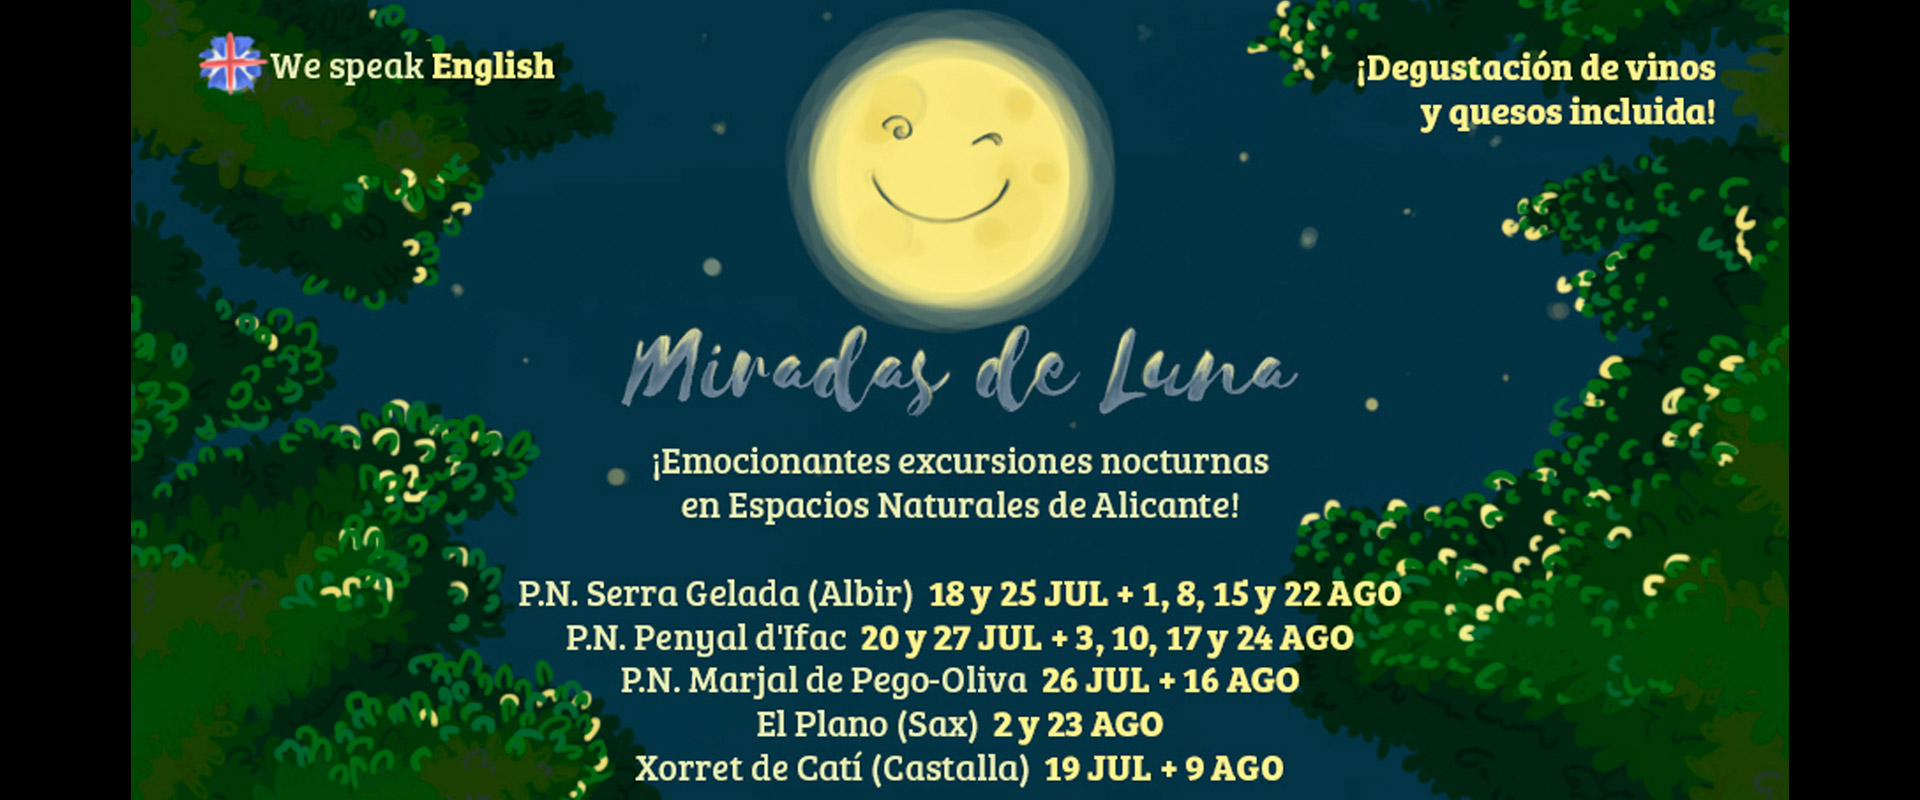 We speak English
¡Degustación de vinos
y quesos incluida!
Miradas de Luna
¡Emocionantes excursiones nocturnas
en Espacios Naturales de Alicante!
P.N. Serra Gelada (Albir) 18 y 25 JUL + 1, 8, 15 y 22 AGO
P.N. Penyal d'Ifac 20 y 27 JUL + 3, 10, 17 y 24 AGO
P.N. Marjal de Pego-Oliva 26 JUL + 16 AGO
El Plano (Sax) 2 y 23 AGO
Xorret de Catí (Castalla) 19 JUL + 9 AGO